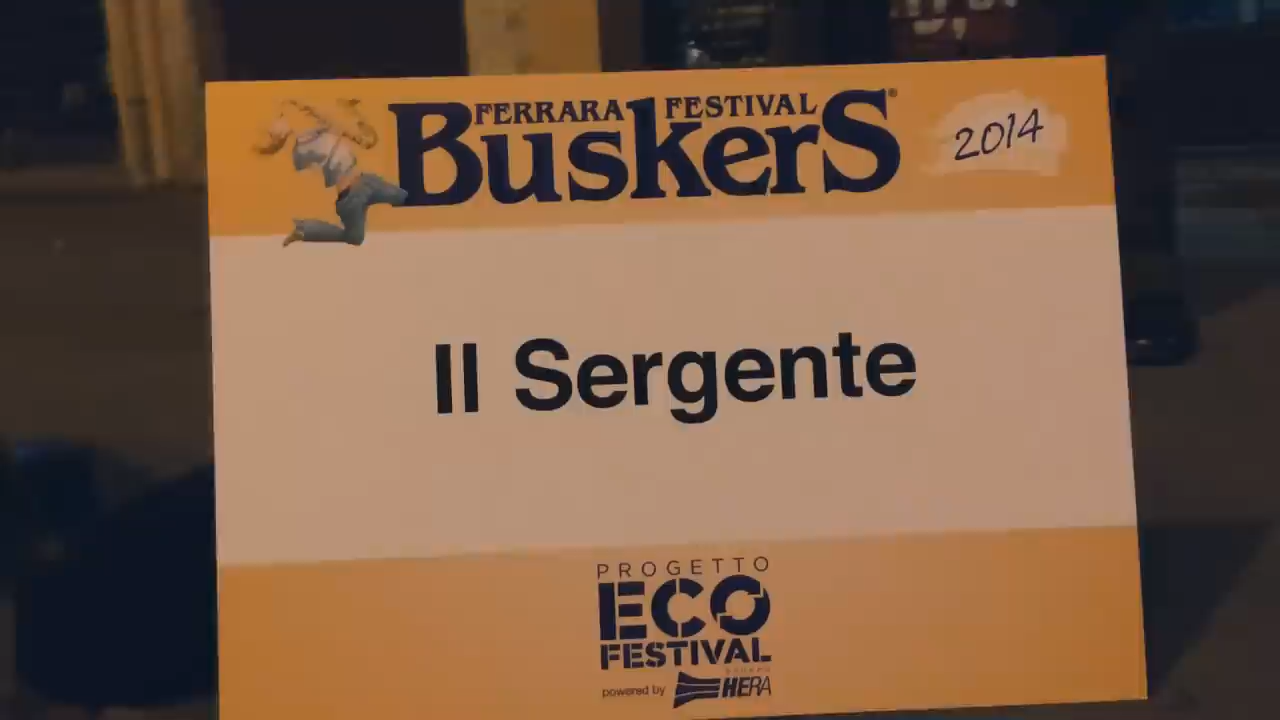 FERRARA FESTIVAL
BuskerS®
2014
Il Sergente
PROGETTO
ECO
FESTIVAL
powered by HERA